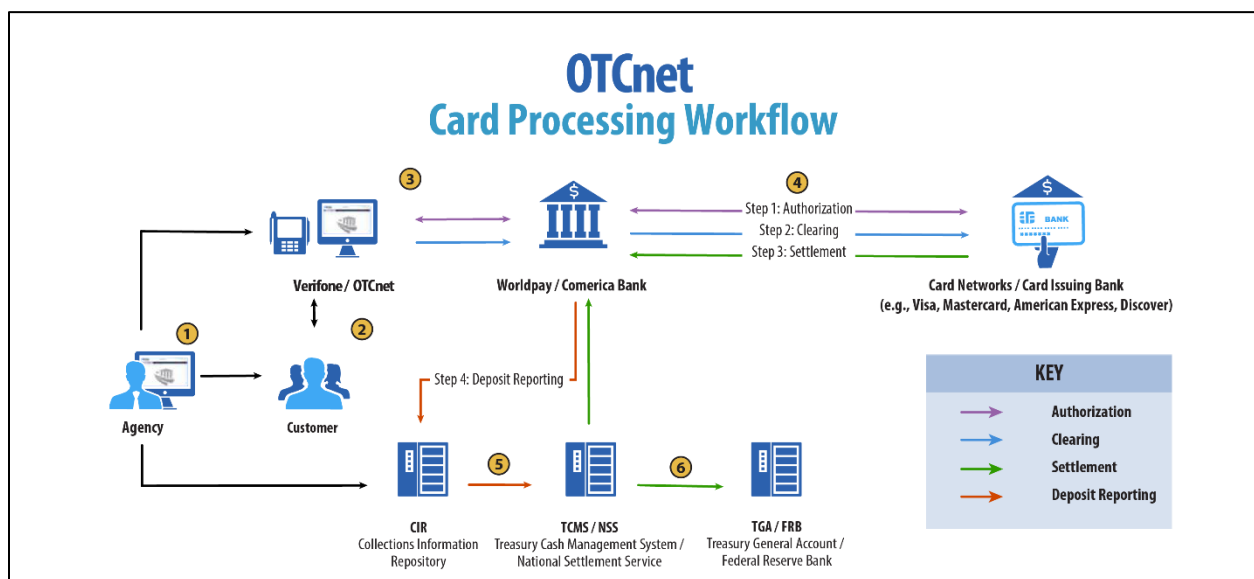 OTCnet
Card Processing Workflow
3
4
Step 1: Authorization
Step 2: Clearing
Step 3: Settlement
BANK
Verifone / OTCnet
Worldpay / Comerica Bank
Card Networks / Card Issuing Bank
(e.g., Visa, Mastercard, American Express, Discover)
1
2
Step 4: Deposit Reporting
Agency
Customer
KEY
Authorization
Clearing
Settlement
Deposit Reporting
5
6
CIR
Collections Information
Repository
TCMS / NSS
Treasury Cash Management System /
National Settlement Service
TGA / FRB
Treasury General Account /
Federal Reserve Bank